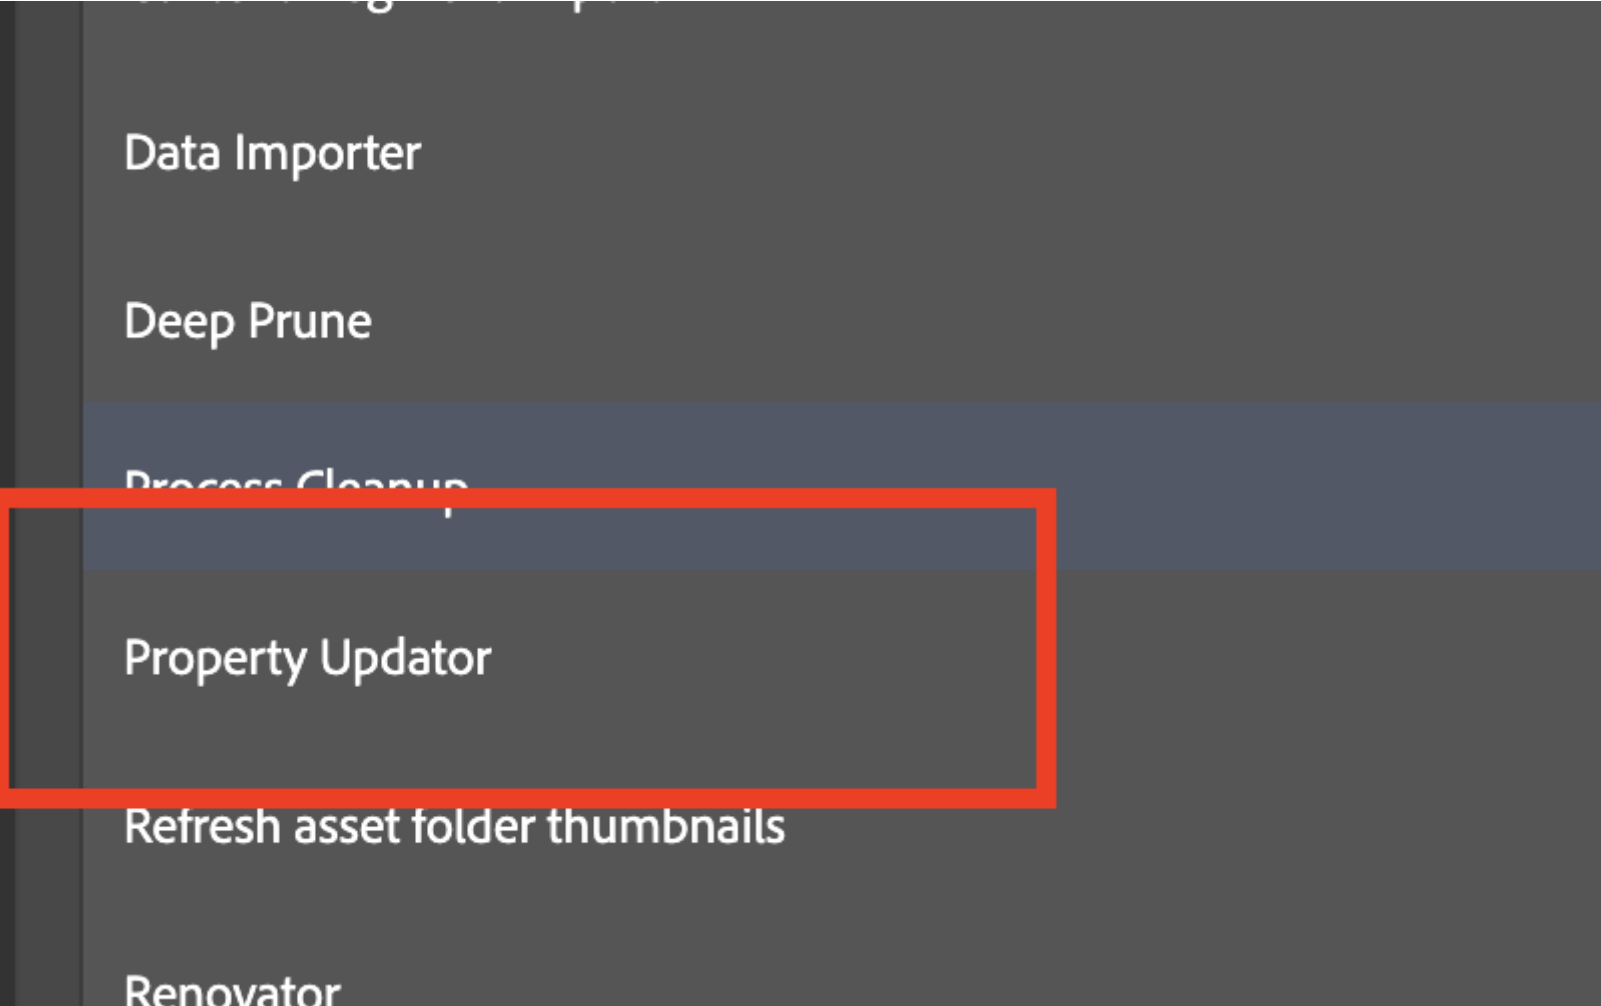 Data Importer
Deep Prune
Process Cleanup
Property Updator
Refresh asset folder thumbnails
Renovator